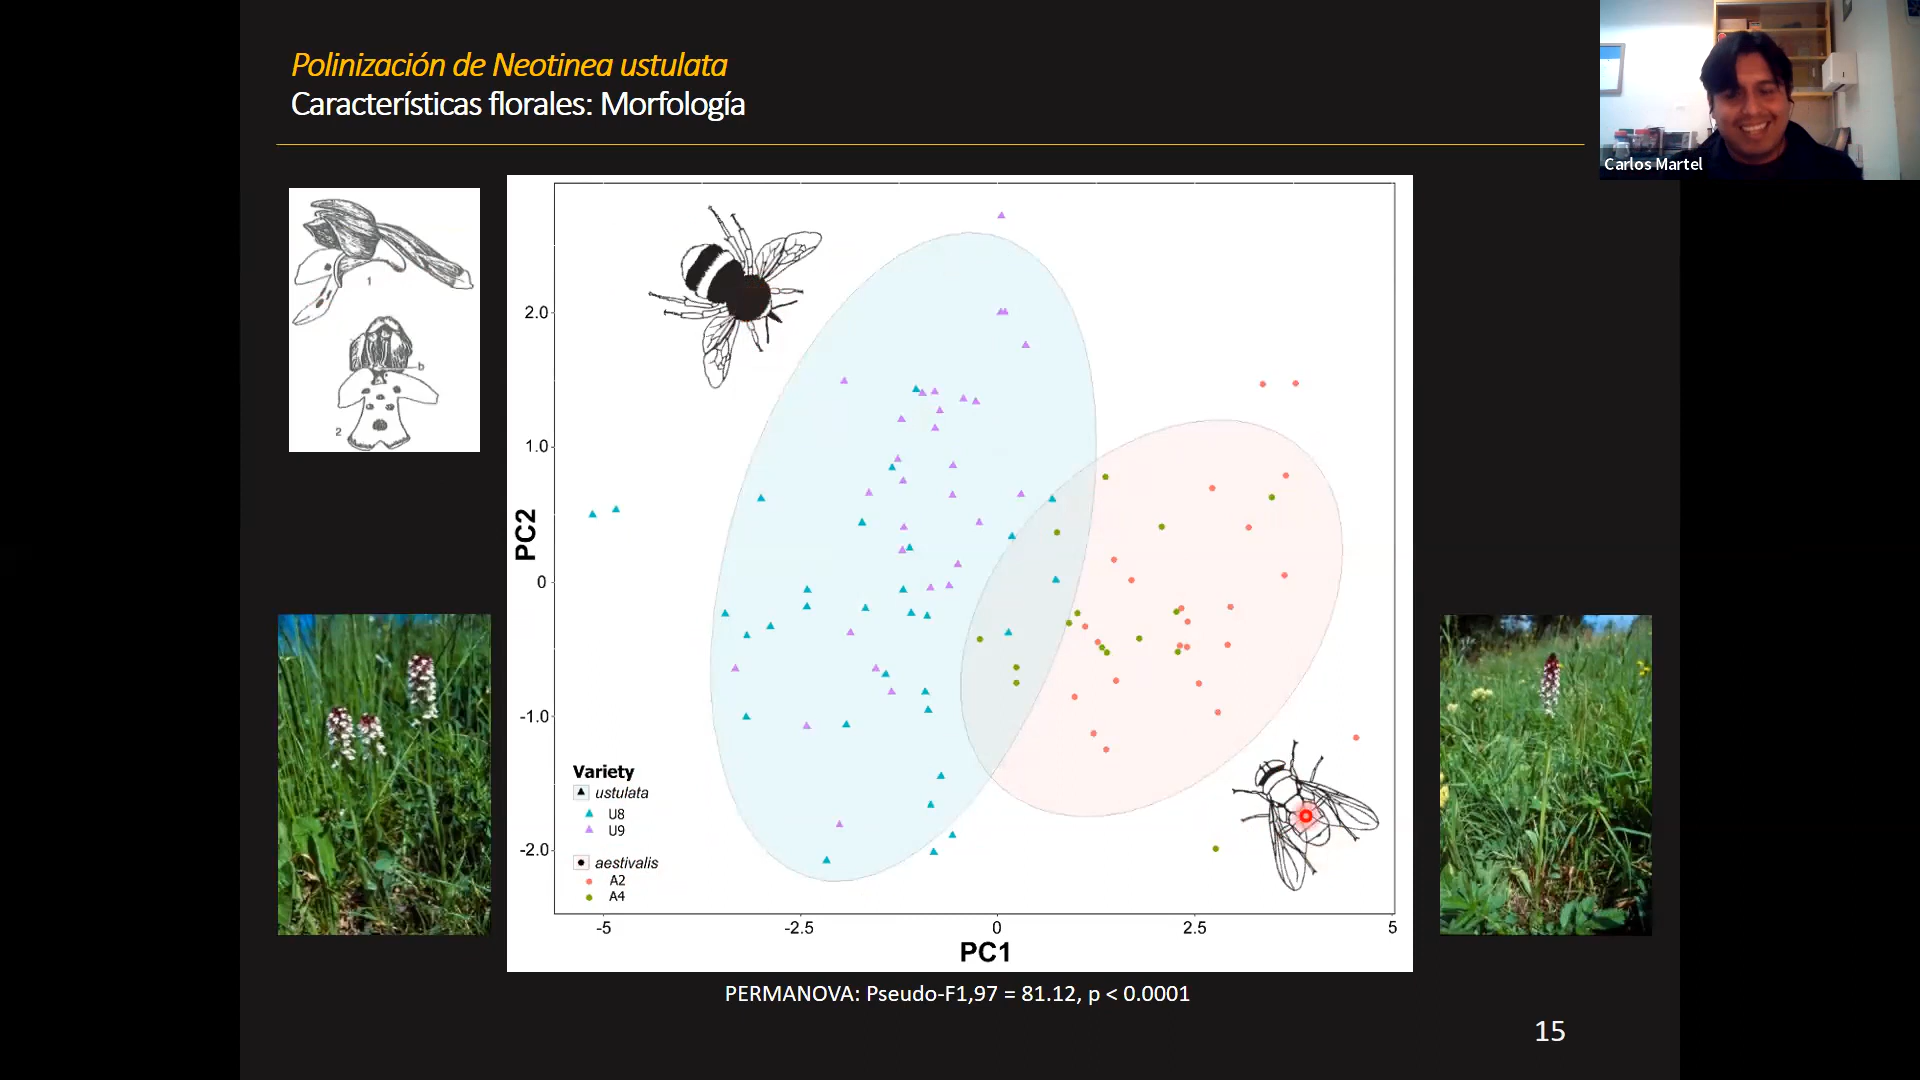 Polinización de Neotinea ustulata
Características florales: Morfología
Carlos Martel
1
b
2
PC2
2.0
1.0
0
-1.0
-2.0
Variety
ustulata
U8
U9
aestivalis
A2
A4
-5
-2.5
0
2.5
5
PC1
PERMANOVA: Pseudo-F1,97 = 81.12, p < 0.0001
15